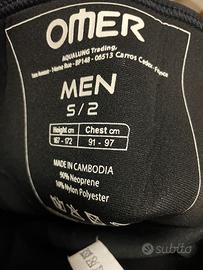 OMER
AQUALUNG Trading,
BP148 - 06513 Carros Cedex - France
MEN
S/2
Height cm Chest cm
167 - 172 91 - 97
MADE IN CAMBODIA
90% Neoprene
10% Nylon Polyester
subito